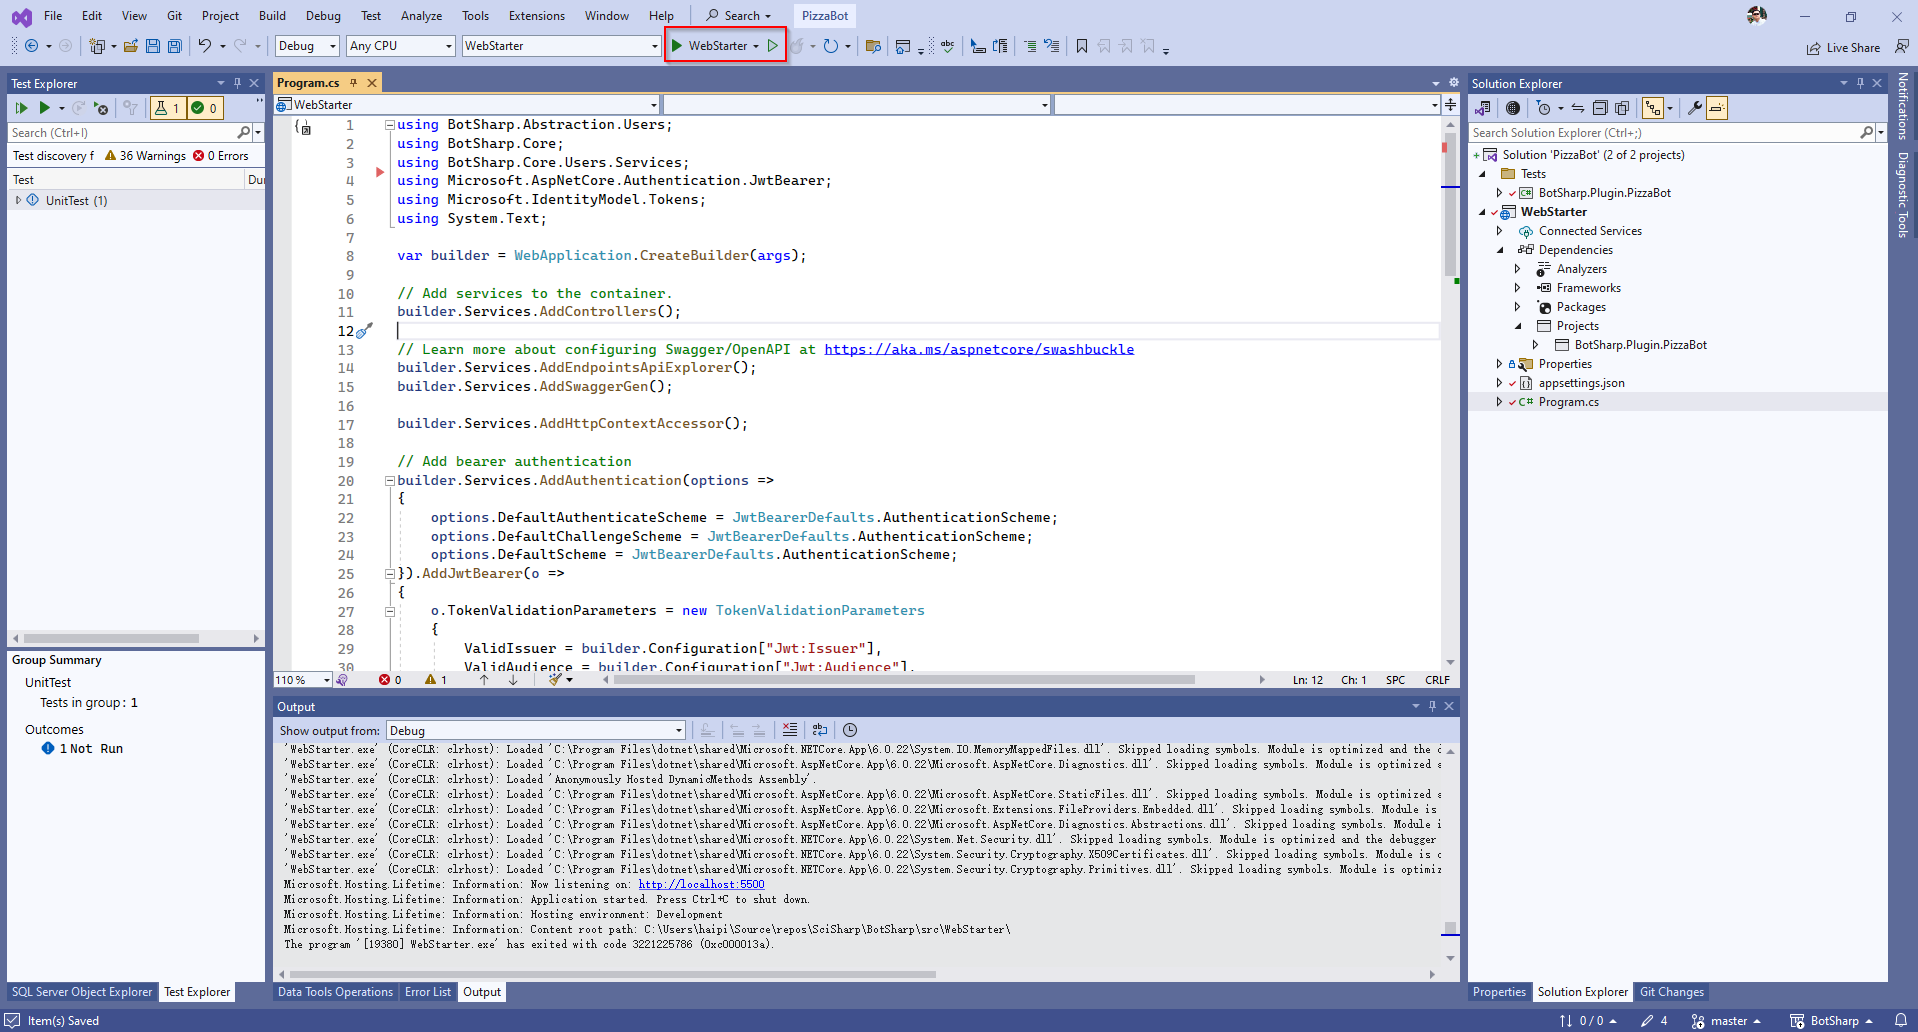 File Edit View Git Project Build Debug Test Analyze Tools Extensions Window Help Search PizzaBot
Debug Any CPU WebStarter WebStarter Live Share
Test Explorer
1 0
Search (Ctrl+I)
Test discovery f 36 Warnings 0 Errors
Test Du
UnitTest (1)
Group Summary
UnitTest
Tests in group: 1
Outcomes
1 Not Run
SQL Server Object Explorer Test Explorer
Program.cs
WebStarter
1 using BotSharp.Abstraction.Users;
2 using BotSharp.Core;
3 using BotSharp.Core.Users.Services;
4 using Microsoft.AspNetCore.Authentication.JwtBearer;
5 using Microsoft.IdentityModel.Tokens;
6 using System.Text;
7
8 var builder = WebApplication.CreateBuilder(args);
9
10 // Add services to the container.
11 builder.Services.AddControllers();
12
13 // Learn more about configuring Swagger/OpenAPI at https://aka.ms/aspnetcore/swashbuckle
14 builder.Services.AddEndpointsApiExplorer();
15 builder.Services.AddSwaggerGen();
16
17 builder.Services.AddHttpContextAccessor();
18
19 // Add bearer authentication
20 builder.Services.AddAuthentication(options =>
21 {
22 options.DefaultAuthenticateScheme = JwtBearerDefaults.AuthenticationScheme;
23 options.DefaultChallengeScheme = JwtBearerDefaults.AuthenticationScheme;
24 options.DefaultScheme = JwtBearerDefaults.AuthenticationScheme;
25 }).AddJwtBearer(o =>
26 {
27 o.TokenValidationParameters = new TokenValidationParameters
28 {
29 ValidIssuer = builder.Configuration["Jwt:Issuer"],
30 ValidAudience = builder.Configuration["Jwt:Audience"],
110 % 0 1 Ln: 12 Ch: 1 SPC CRLF
Output
Show output from: Debug
'WebStarter.exe' (CoreCLR: clrhost): Loaded 'C:\Program Files\dotnet\shared\Microsoft.NETCore.App\6.0.22\System.IO.MemoryMappedFiles.dll'. Skipped loading symbols. Module is optimized and the d
'WebStarter.exe' (CoreCLR: clrhost): Loaded 'C:\Program Files\dotnet\shared\Microsoft.AspNetCore.App\6.0.22\Microsoft.AspNetCore.Diagnostics.dll'. Skipped loading symbols. Module is optimized a
'WebStarter.exe' (CoreCLR: clrhost): Loaded 'Anonymously Hosted DynamicMethods Assembly'.
'WebStarter.exe' (CoreCLR: clrhost): Loaded 'C:\Program Files\dotnet\shared\Microsoft.AspNetCore.App\6.0.22\Microsoft.AspNetCore.StaticFiles.dll'. Skipped loading symbols. Module is optimized a
'WebStarter.exe' (CoreCLR: clrhost): Loaded 'C:\Program Files\dotnet\shared\Microsoft.AspNetCore.App\6.0.22\Microsoft.Extensions.FileProviders.Embedded.dll'. Skipped loading symbols. Module is
'WebStarter.exe' (CoreCLR: clrhost): Loaded 'C:\Program Files\dotnet\shared\Microsoft.AspNetCore.App\6.0.22\Microsoft.AspNetCore.Diagnostics.Abstractions.dll'. Skipped loading symbols. Module i
'WebStarter.exe' (CoreCLR: clrhost): Loaded 'C:\Program Files\dotnet\shared\Microsoft.NETCore.App\6.0.22\System.Net.Security.dll'. Skipped loading symbols. Module is optimized and the debugger
'WebStarter.exe' (CoreCLR: clrhost): Loaded 'C:\Program Files\dotnet\shared\Microsoft.NETCore.App\6.0.22\System.Security.Cryptography.X509Certificates.dll'. Skipped loading symbols. Module is o
'WebStarter.exe' (CoreCLR: clrhost): Loaded 'C:\Program Files\dotnet\shared\Microsoft.NETCore.App\6.0.22\System.Security.Cryptography.Primitives.dll'. Skipped loading symbols. Module is optimiz
Microsoft.Hosting.Lifetime: Information: Now listening on: http://localhost:5500
Microsoft.Hosting.Lifetime: Information: Application started. Press Ctrl+C to shut down.
Microsoft.Hosting.Lifetime: Information: Hosting environment: Development
Microsoft.Hosting.Lifetime: Information: Content root path: C:\Users\haipi\Source\repos\SciSharp\BotSharp\src\WebStarter\
The program '[19380] WebStarter.exe' has exited with code 3221225786 (0xc000013a).
Data Tools Operations Error List Output
Solution Explorer
Search Solution Explorer (Ctrl+;)
Solution 'PizzaBot' (2 of 2 projects)
Tests
BotSharp.Plugin.PizzaBot
WebStarter
Connected Services
Dependencies
Analyzers
Frameworks
Packages
Projects
BotSharp.Plugin.PizzaBot
Properties
appsettings.json
C# Program.cs
Properties Solution Explorer Git Changes
Notifications
Diagnostic Tools
Item(s) Saved 0 / 0 4 master BotSharp